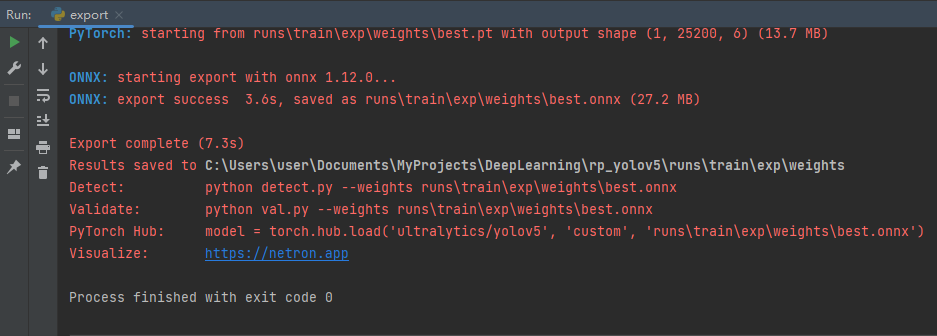 Run: export
PyTorch: starting from runs\train\exp\weights\best.pt with output shape (1, 25200, 6) (13.7 MB)
ONNX: starting export with onnx 1.12.0...
ONNX: export success  3.6s, saved as runs\train\exp\weights\best.onnx (27.2 MB)
Export complete (7.3s)
Results saved to C:\Users\user\Documents\MyProjects\DeepLearning\rp_yolov5\runs\train\exp\weights
Detect:          python detect.py --weights runs\train\exp\weights\best.onnx
Validate:        python val.py --weights runs\train\exp\weights\best.onnx
PyTorch Hub:     model = torch.hub.load('ultralytics/yolov5', 'custom', 'runs\train\exp\weights\best.onnx')
Visualize:       https://netron.app
Process finished with exit code 0